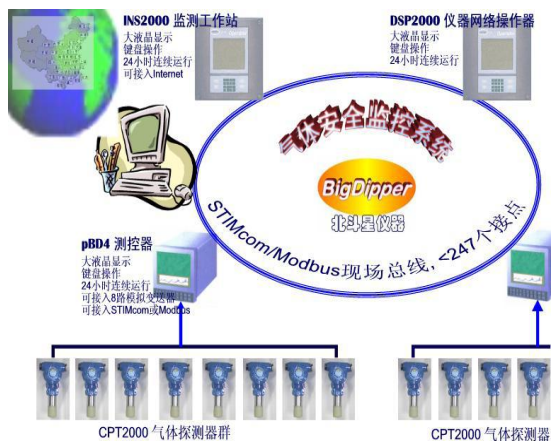 INS2000 监测工作站
大液晶显示
键盘操作
24小时连续运行
可接入Internet
DSP2000 仪器网络操作器
大液晶显示
键盘操作
24小时连续运行
气体安全监控系统
BigDipper
北斗星仪器
STIMcom/Modbus现场总线，<247个接点
pBD4 测控器
大液晶显示
键盘操作
24小时连续运行
可接入8路模拟变送器
可接入STIMcom或Modbus
CPT2000 气体探测器群
CPT2000 气体探测器